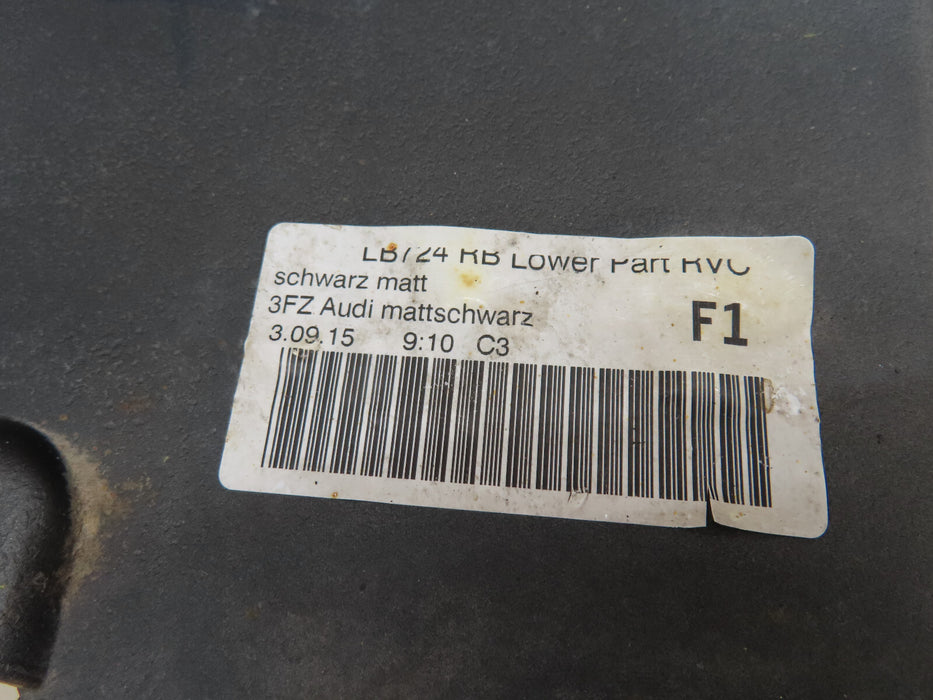 LB724 RB Lower Part RVC
schwarz matt
3FZ Audi mattschwarz
F1
3.09.15 9:10 C3